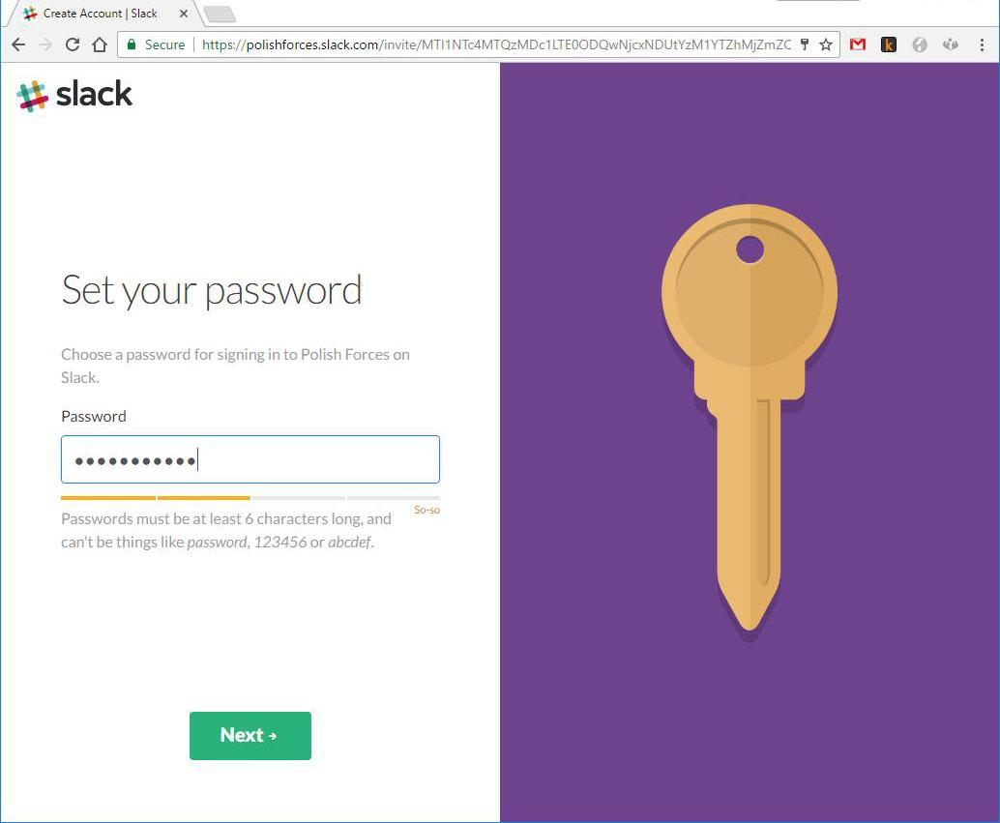 Create Account | Slack
Secure | https://polishforces.slack.com/invite/MTI1NTc4MTQzMDc1LTE0ODQwNjcxNDUtYzM1YTZhMjZmZC
slack
Set your password
Choose a password for signing in to Polish Forces on
Slack.
Password
So-so
Passwords must be at least 6 characters long, and
can't be things like password, 123456 or abcdef.
Next →